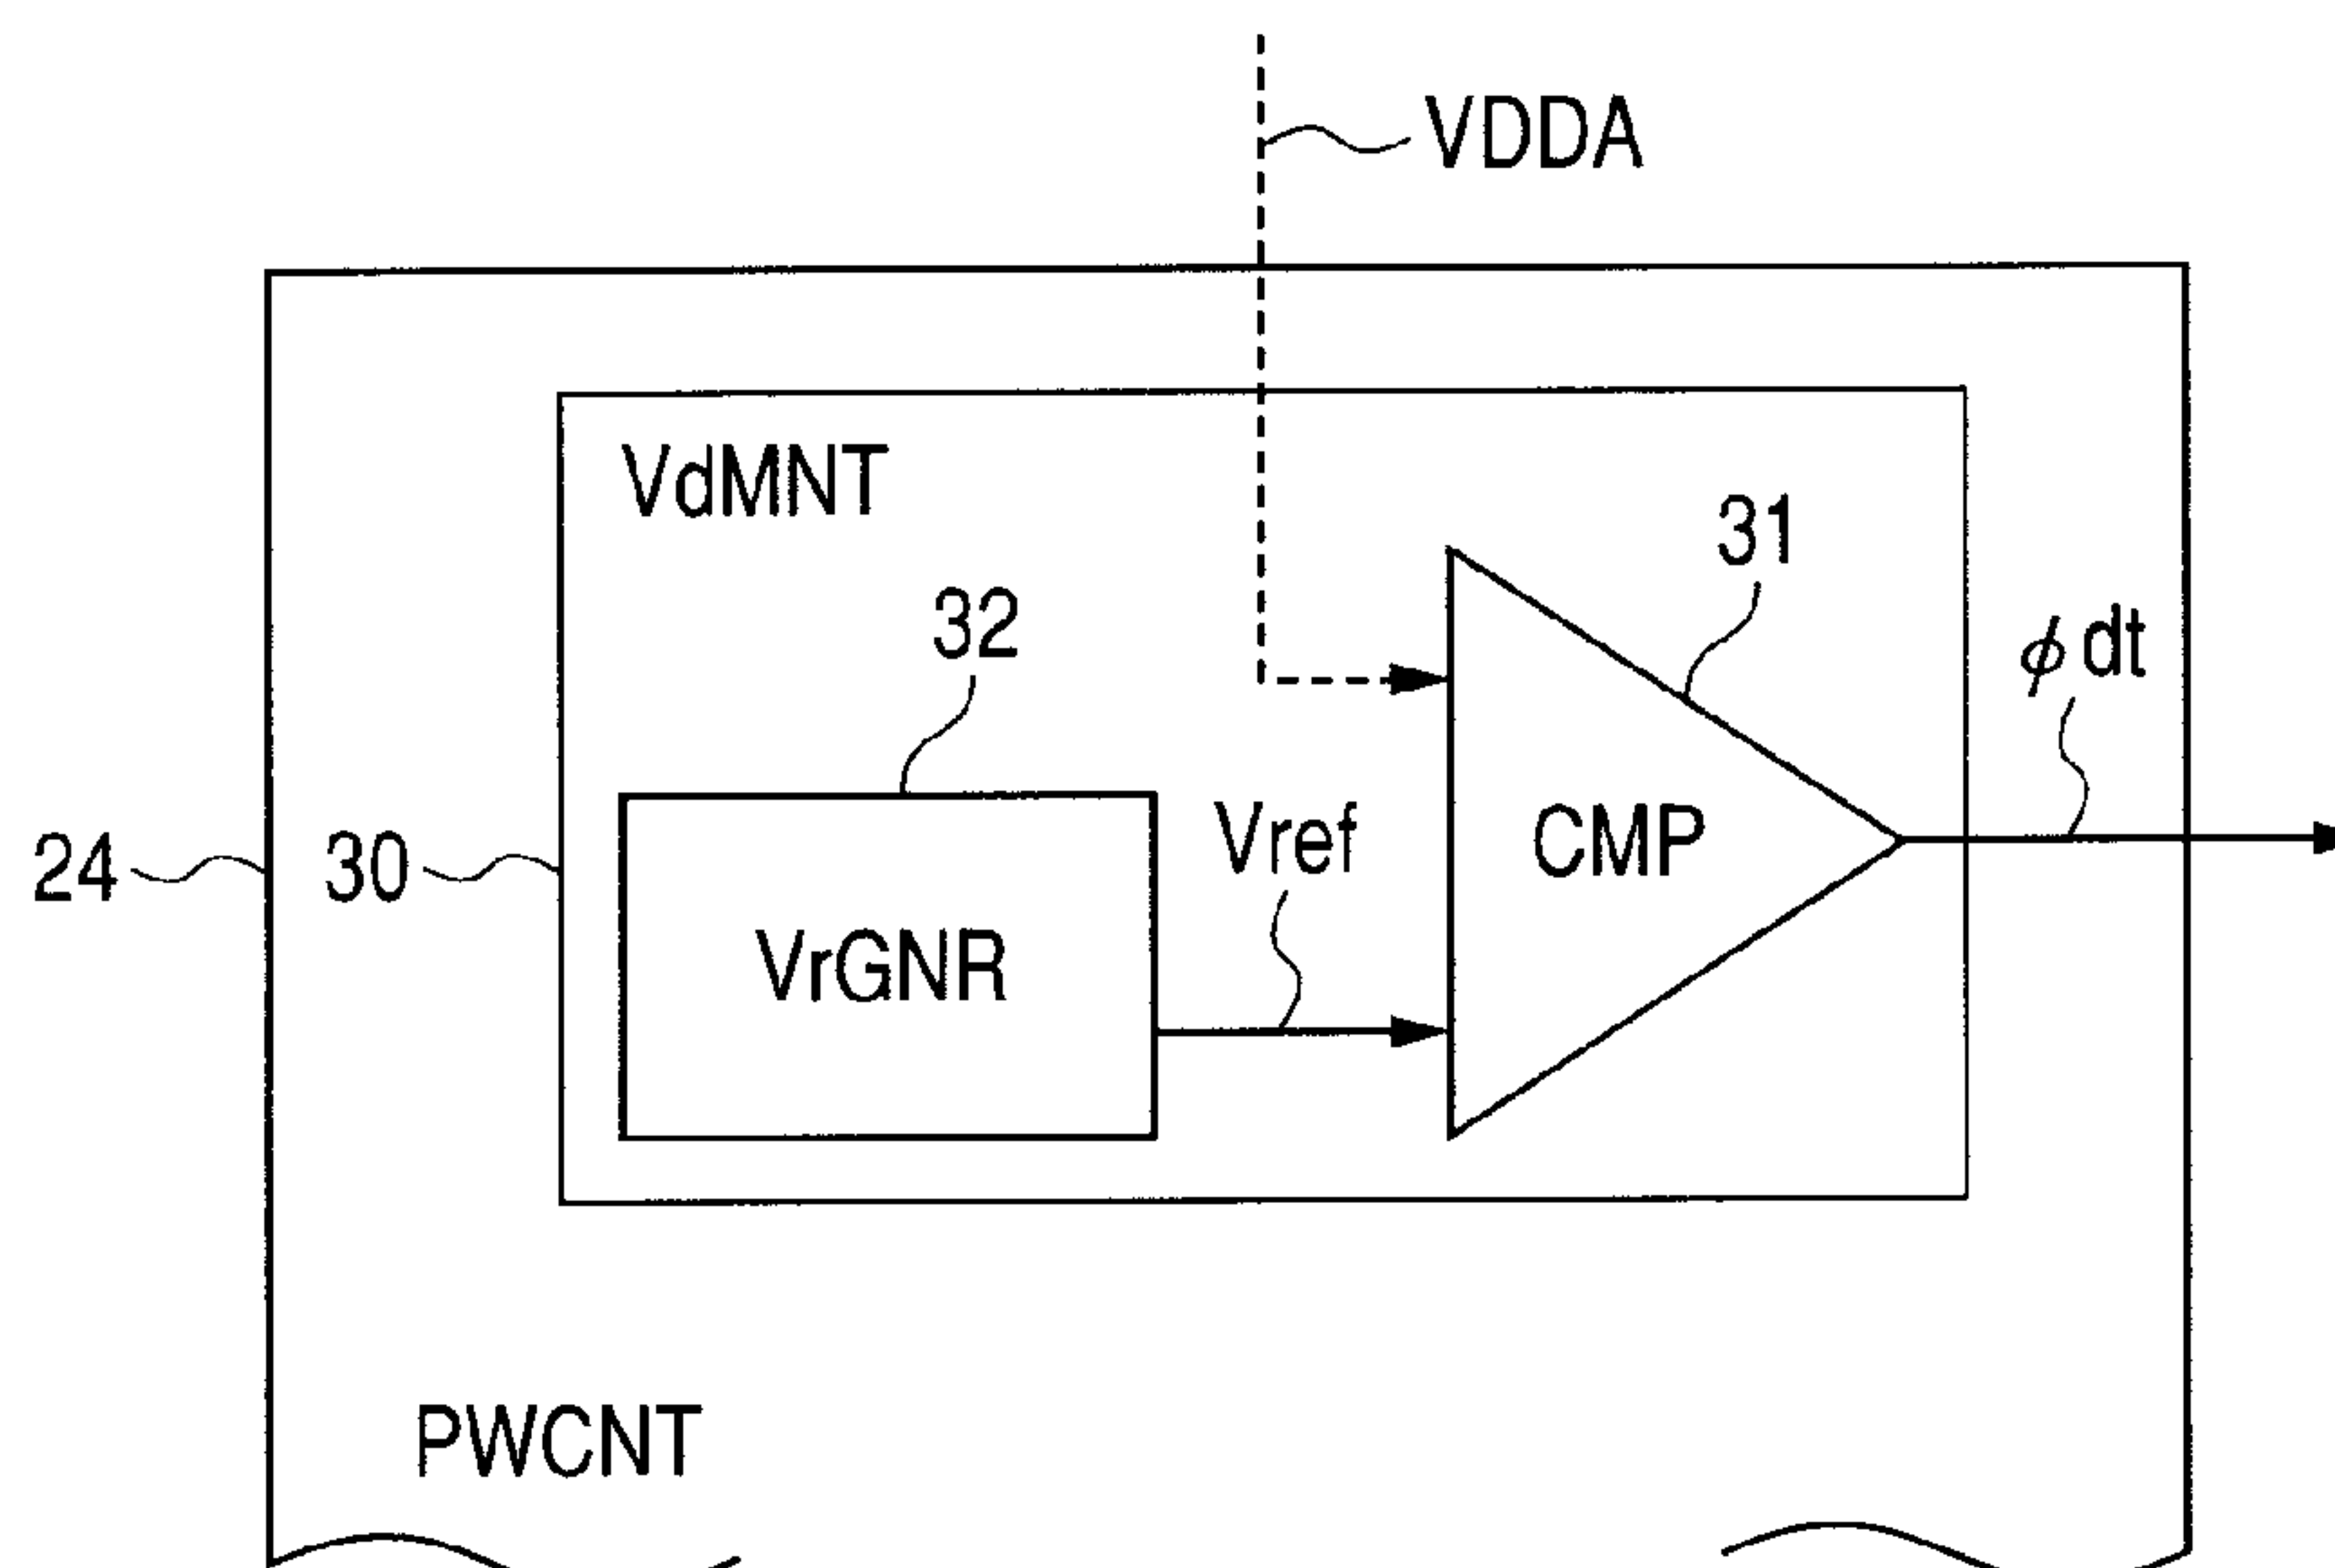 VDDA
VdMNT
31
32
ϕdt
Vref
CMP
24
30
VrGNR
PWCNT